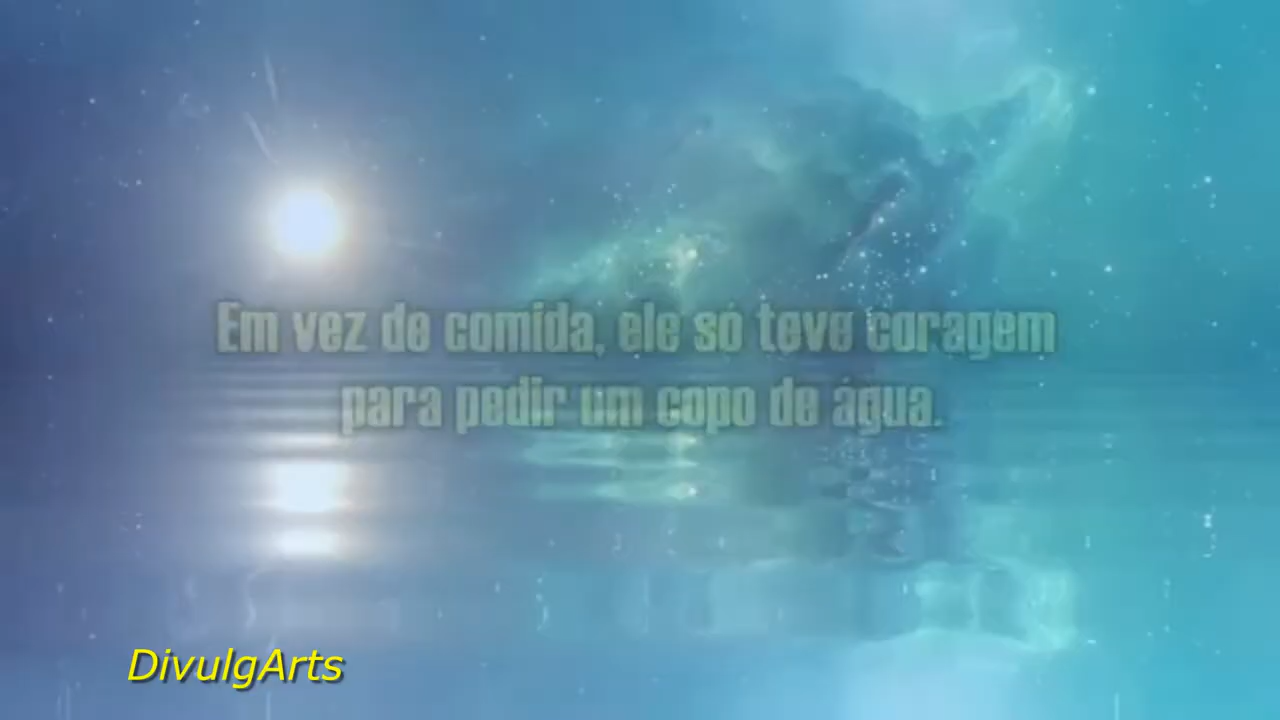 Em vez de comida, ele só teve coragem
para pedir um copo de água.
DivulgArts